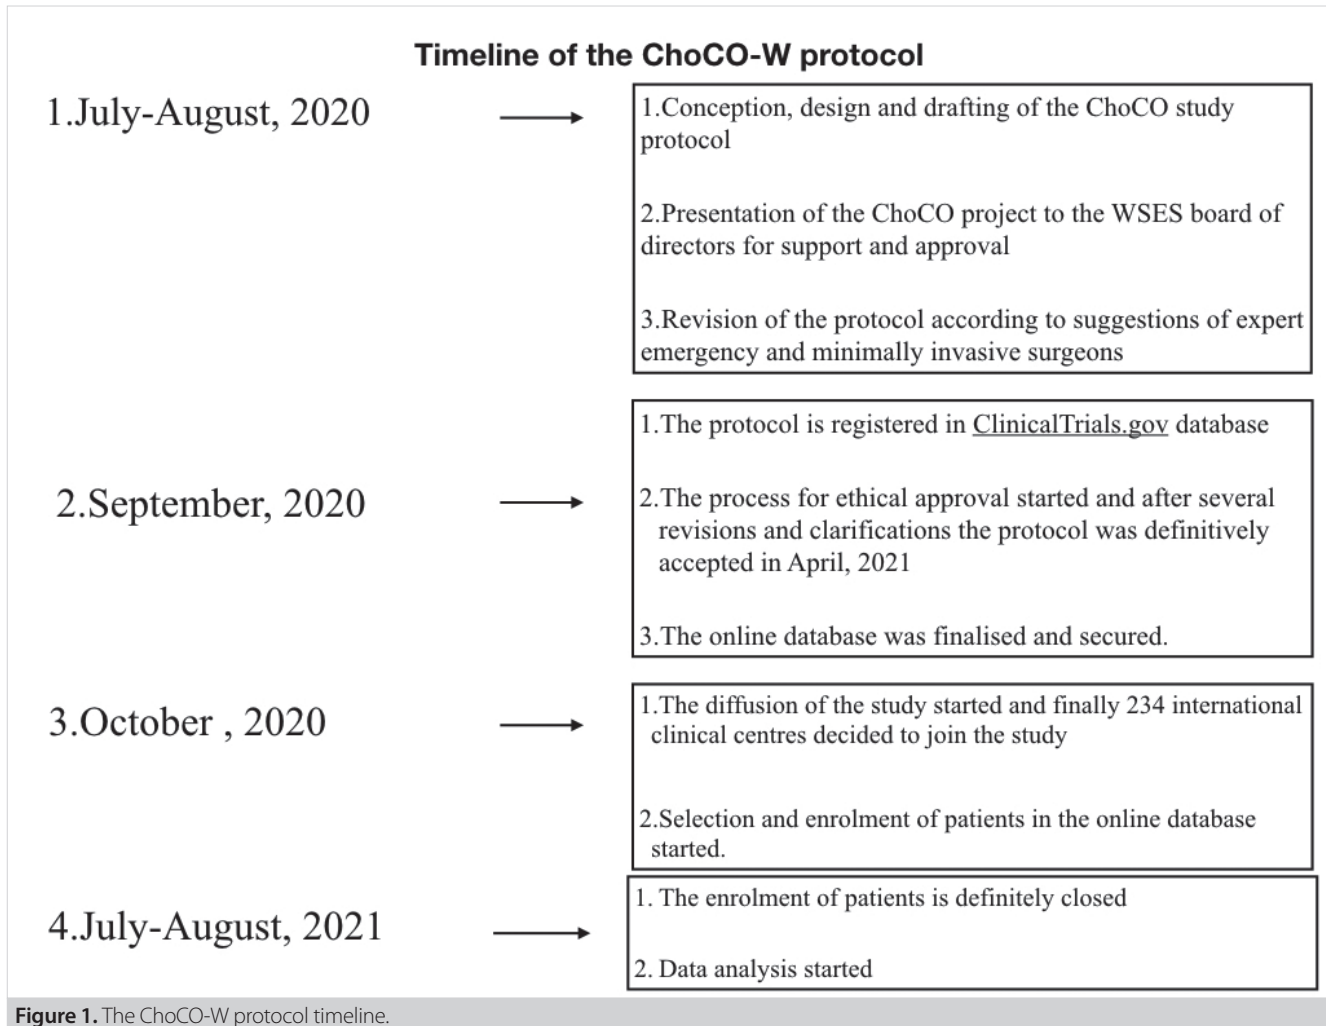 Timeline of the ChoCO-W protocol
1.July-August, 2020
1.Conception, design and drafting of the ChoCO study
protocol
2.Presentation of the ChoCO project to the WSES board of
directors for support and approval
3.Revision of the protocol according to suggestions of expert
emergency and minimally invasive surgeons
2.September, 2020
1.The protocol is registered in ClinicalTrials.gov database
2.The process for ethical approval started and after several
revisions and clarifications the protocol was definitively
accepted in April, 2021
3.The online database was finalised and secured.
3.October , 2020
1.The diffusion of the study started and finally 234 international
clinical centres decided to join the study
2.Selection and enrolment of patients in the online database
started.
4.July-August, 2021
1. The enrolment of patients is definitely closed
2. Data analysis started
Figure 1. The ChoCO-W protocol timeline.